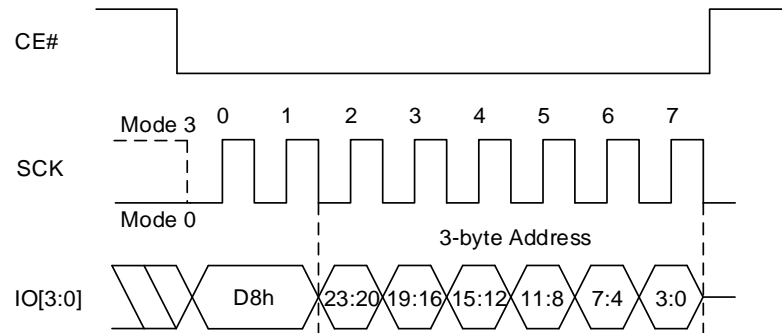 CE#
0 1 2 3 4 5 6 7
Mode 3
SCK
Mode 0
3-byte Address
IO[3:0] D8h 23:20 19:16 15:12 11:8 7:4 3:0